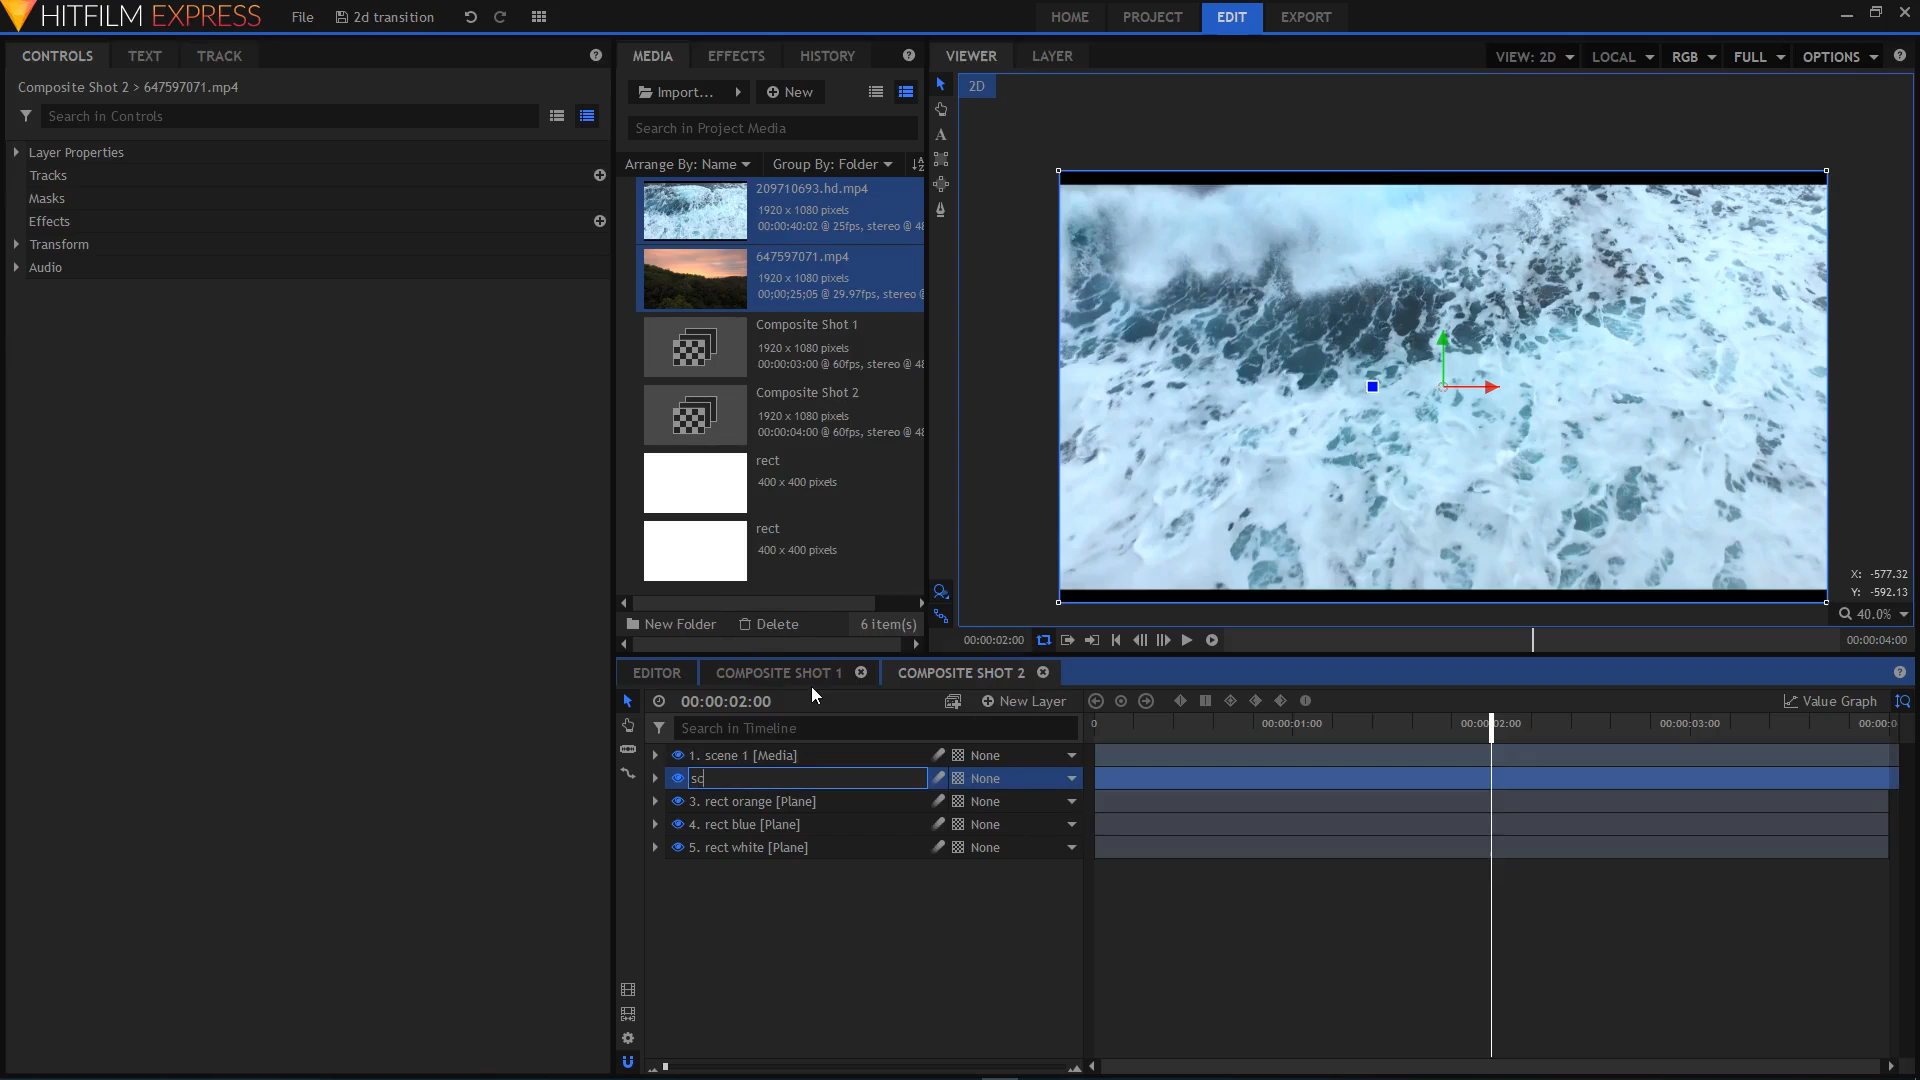 HITFILM EXPRESS
File
2d transition
HOME
PROJECT
EDIT
EXPORT
CONTROLS
TEXT
TRACK
Composite Shot 2 > 647597071.mp4
Search in Controls
Layer Properties
Tracks
Masks
Effects
Transform
Audio
MEDIA
EFFECTS
HISTORY
Import...
New
Search in Project Media
Arrange By: Name
Group By: Folder
209710693.hd.mp4
1920 x 1080 pixels
00:00:40:02 @ 25fps, stereo @ 48
647597071.mp4
1920 x 1080 pixels
00;00;25;05 @ 29.97fps, stereo @
Composite Shot 1
1920 x 1080 pixels
00:00:03:00 @ 60fps, stereo @ 48
Composite Shot 2
1920 x 1080 pixels
00:00:04:00 @ 60fps, stereo @ 48
rect
400 x 400 pixels
rect
400 x 400 pixels
New Folder
Delete
6 item(s)
VIEWER
LAYER
VIEW: 2D
LOCAL
RGB
FULL
OPTIONS
2D
X: -577.32
Y: -592.13
40.0%
00:00:02:00
00:00:04:00
EDITOR
COMPOSITE SHOT 1
COMPOSITE SHOT 2
00:00:02:00
New Layer
Value Graph
Search in Timeline
0
00:00:01:00
00:00:02:00
00:00:03:00
00:00:0
1. scene 1 [Media]
None
sc
None
3. rect orange [Plane]
None
4. rect blue [Plane]
None
5. rect white [Plane]
None